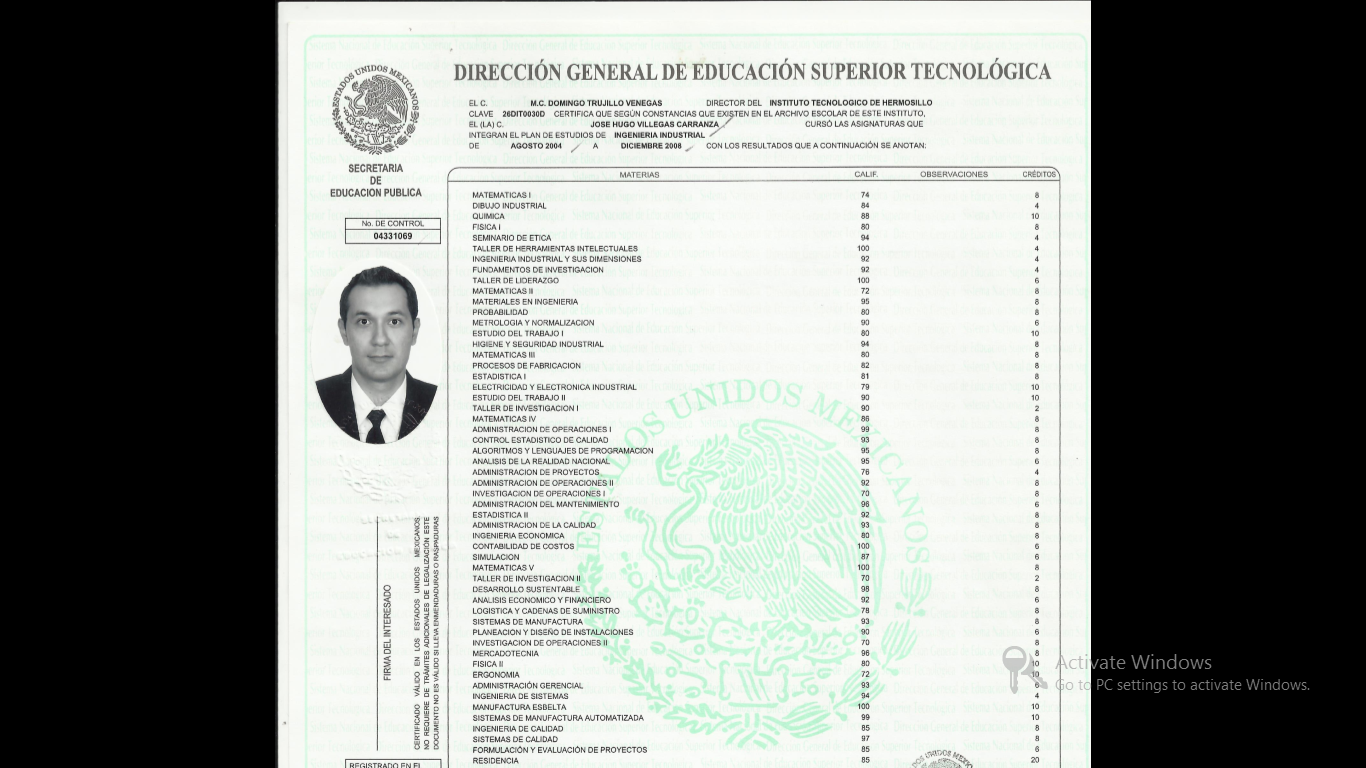 DIRECCIÓN GENERAL DE EDUCACIÓN SUPERIOR TECNOLÓGICA
ESTADOS UNIDOS MEXICANOS
SECRETARIA
DE
EDUCACION PUBLICA
EL C. M.C. DOMINGO TRUJILLO VENEGAS DIRECTOR DEL INSTITUTO TECNOLOGICO DE HERMOSILLO
CLAVE 26DIT0030D CERTIFICA QUE SEGÚN CONSTANCIAS QUE EXISTEN EN EL ARCHIVO ESCOLAR DE ESTE INSTITUTO,
EL (LA) C. JOSE HUGO VILLEGAS CARRANZA CURSÓ LAS ASIGNATURAS QUE
INTEGRAN EL PLAN DE ESTUDIOS DE INGENIERIA INDUSTRIAL
DE AGOSTO 2004 A DICIEMBRE 2008 CON LOS RESULTADOS QUE A CONTINUACIÓN SE ANOTAN:
No. DE CONTROL
04331069
MATERIAS CALIF. OBSERVACIONES CRÉDITOS
MATEMATICAS I 74 8
DIBUJO INDUSTRIAL 84 4
QUIMICA 88 10
FISICA I 80 8
SEMINARIO DE ETICA 94 4
TALLER DE HERRAMIENTAS INTELECTUALES 100 4
INGENIERIA INDUSTRIAL Y SUS DIMENSIONES 92 4
FUNDAMENTOS DE INVESTIGACION 92 4
TALLER DE LIDERAZGO 100 6
MATEMATICAS II 72 8
MATERIALES EN INGENIERIA 95 8
PROBABILIDAD 80 8
METROLOGIA Y NORMALIZACION 90 6
ESTUDIO DEL TRABAJO I 80 10
HIGIENE Y SEGURIDAD INDUSTRIAL 94 8
MATEMATICAS III 80 8
PROCESOS DE FABRICACION 82 8
ESTADISTICA I 81 8
ELECTRICIDAD Y ELECTRONICA INDUSTRIAL 79 10
ESTUDIO DEL TRABAJO II 90 10
TALLER DE INVESTIGACION I 90 2
MATEMATICAS IV 86 8
ADMINISTRACION DE OPERACIONES I 99 8
CONTROL ESTADISTICO DE CALIDAD 93 8
ALGORITMOS Y LENGUAJES DE PROGRAMACION 95 8
ANALISIS DE LA REALIDAD NACIONAL 95 6
ADMINISTRACION DE PROYECTOS 76 4
ADMINISTRACION DE OPERACIONES II 92 8
INVESTIGACION DE OPERACIONES I 70 8
ADMINISTRACION DEL MANTENIMIENTO 96 6
ESTADISTICA II 92 8
ADMINISTRACION DE LA CALIDAD 93 8
INGENIERIA ECONOMICA 80 8
CONTABILIDAD DE COSTOS 100 6
SIMULACION 87 6
MATEMATICAS V 100 8
TALLER DE INVESTIGACION II 70 2
DESARROLLO SUSTENTABLE 98 8
ANALISIS ECONOMICO Y FINANCIERO 92 6
LOGISTICA Y CADENAS DE SUMINISTRO 78 8
SISTEMAS DE MANUFACTURA 93 8
PLANEACION Y DISEÑO DE INSTALACIONES 90 6
INVESTIGACION DE OPERACIONES II 70 8
MERCADOTECNIA 96 8
FISICA II 80 10
ERGONOMIA 72 10
ADMINISTRACIÓN GERENCIAL 93 6
INGENIERIA DE SISTEMAS 94 4
MANUFACTURA ESBELTA 100 10
SISTEMAS DE MANUFACTURA AUTOMATIZADA 99 10
INGENIERIA DE CALIDAD 85 8
SISTEMAS DE CALIDAD 97 8
FORMULACIÓN Y EVALUACIÓN DE PROYECTOS 85 6
RESIDENCIA 85 20
ESTADOS UNIDOS MEXICANOS
FIRMA DEL INTERESADO
CERTIFICADO VÁLIDO EN LOS ESTADOS UNIDOS MEXICANOS
NO REQUIERE DE TRÁMITES ADICIONALES DE LEGALIZACIÓN ESTE
DOCUMENTO NO ES VÁLIDO SI LLEVA ENMENDADURAS O RASPADURAS
REGISTRADO EN EL
Activate Windows
Go to PC settings to activate Windows.